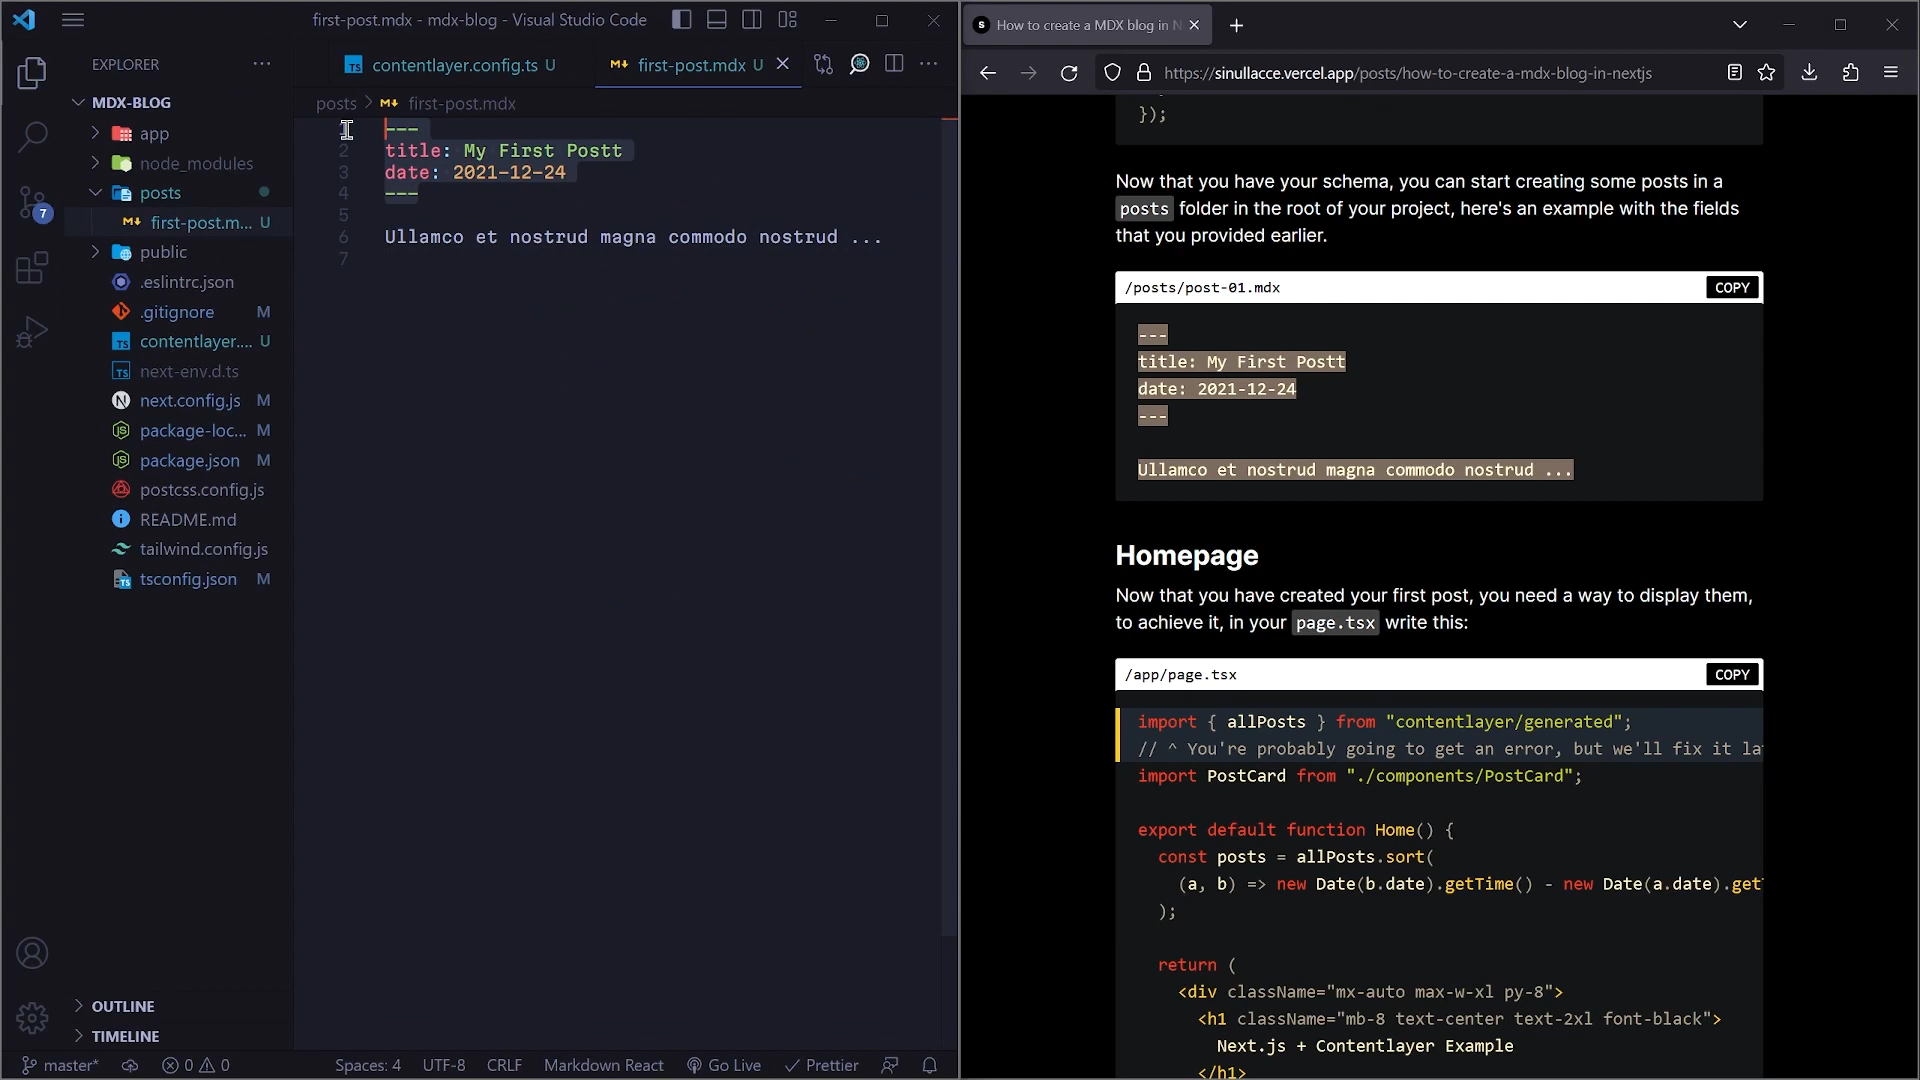 first-post.mdx - mdx-blog - Visual Studio Code
EXPLORER
MDX-BLOG
app
node_modules
posts
first-post.m... U
public
.eslintrc.json
.gitignore M
contentlayer.... U
next-env.d.ts
next.config.js M
package-loc... M
package.json M
postcss.config.js
README.md
tailwind.config.js
tsconfig.json M
OUTLINE
TIMELINE
7
TS contentlayer.config.ts U
first-post.mdx U
posts > first-post.mdx
1 ---
2 title: My First Postt
3 date: 2021-12-24
4 ---
5
6 Ullamco et nostrud magna commodo nostrud ...
7
master* 0 0 Spaces: 4 UTF-8 CRLF Markdown React Go Live Prettier
How to create a MDX blog in N
https://sinullacce.vercel.app/posts/how-to-create-a-mdx-blog-in-nextjs
});
Now that you have your schema, you can start creating some posts in a
posts folder in the root of your project, here's an example with the fields
that you provided earlier.
/posts/post-01.mdx COPY
---
title: My First Postt
date: 2021-12-24
---
Ullamco et nostrud magna commodo nostrud ...
Homepage
Now that you have created your first post, you need a way to display them,
to achieve it, in your page.tsx write this:
/app/page.tsx COPY
import { allPosts } from "contentlayer/generated";
// ^ You're probably going to get an error, but we'll fix it la
import PostCard from "./components/PostCard";
export default function Home() {
const posts = allPosts.sort(
(a, b) => new Date(b.date).getTime() - new Date(a.date).get
);
return (
<div className="mx-auto max-w-xl py-8">
<h1 className="mb-8 text-center text-2xl font-black">
Next.js + Contentlayer Example
</h1>